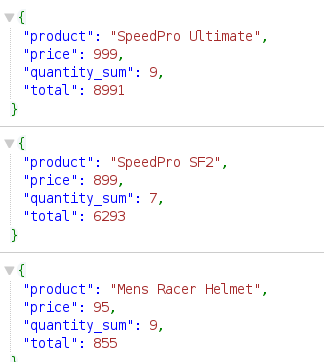 {
"product": "SpeedPro Ultimate",
"price": 999,
"quantity_sum": 9,
"total": 8991
}
{
"product": "SpeedPro SF2",
"price": 899,
"quantity_sum": 7,
"total": 6293
}
{
"product": "Mens Racer Helmet",
"price": 95,
"quantity_sum": 9,
"total": 855
}